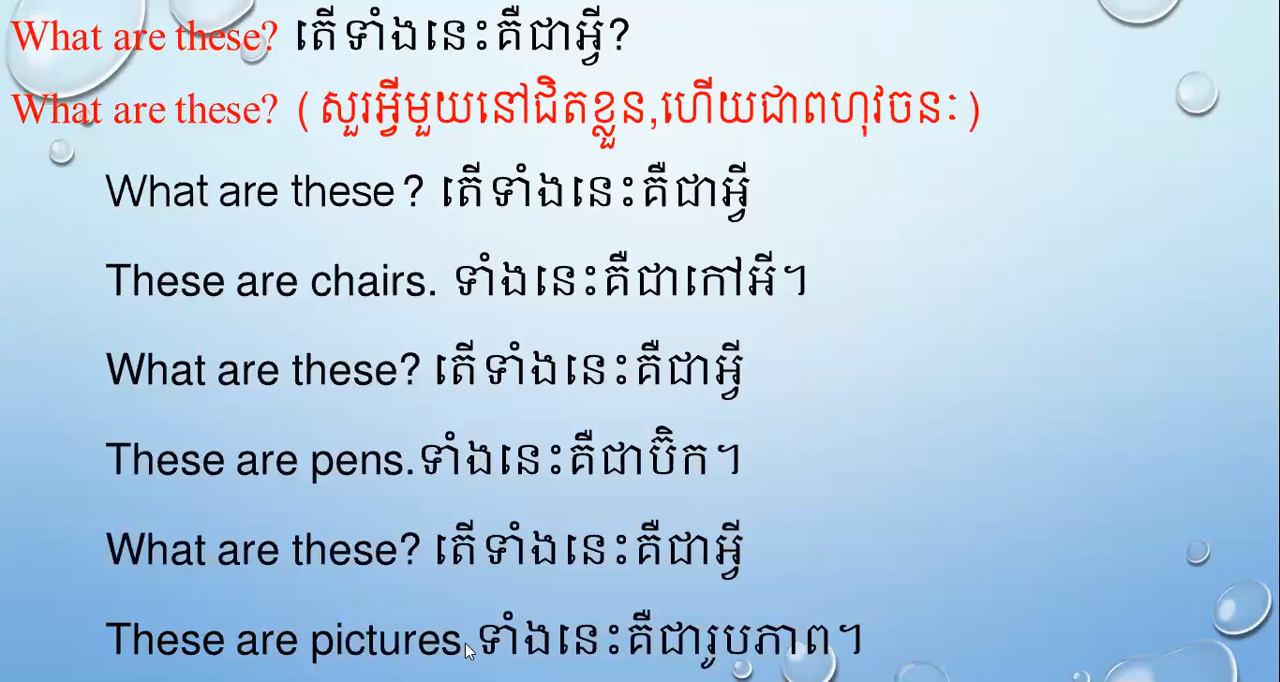 What are these? តើទាំងនេះគឺជាអ្វី?
What are these? ( សួរអ្វីមួយនៅជិតខ្លួន,ហើយជាពហុវចនៈ )
What are these ? តើទាំងនេះគឺជាអ្វី
These are chairs. ទាំងនេះគឺជាកៅអី។
What are these? តើទាំងនេះគឺជាអ្វី
These are pens.ទាំងនេះគឺជាប៊ិក។
What are these? តើទាំងនេះគឺជាអ្វី
These are pictures.ទាំងនេះគឺជារូបភាព។